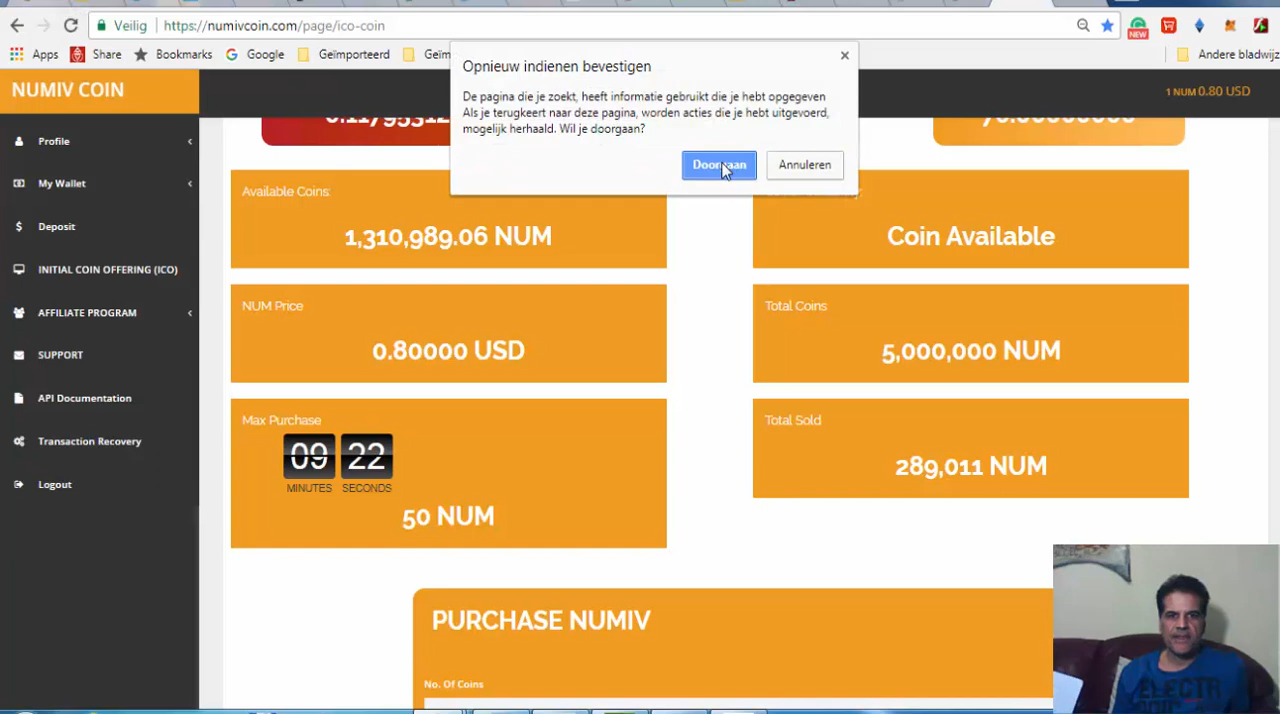 Veilig https://numivcoin.com/page/ico-coin
NEW
Apps Share Bookmarks Google Geïmporteerd Geïm
Andere bladwijz
NUMIV COIN
1 NUM 0.80 USD
Opnieuw indienen bevestigen
De pagina die je zoekt, heeft informatie gebruikt die je hebt opgegeven
Als je terugkeert naar deze pagina, worden acties die je hebt uitgevoerd,
mogelijk herhaald. Wil je doorgaan?
Doorgaan Annuleren
Profile
My Wallet
Deposit
INITIAL COIN OFFERING (ICO)
AFFILIATE PROGRAM
SUPPORT
API Documentation
Transaction Recovery
Logout
Available Coins:
1,310,989.06 NUM
Coin Available
NUM Price
0.80000 USD
Total Coins
5,000,000 NUM
Max Purchase
09 22
MINUTES SECONDS
50 NUM
Total Sold
289,011 NUM
PURCHASE NUMIV
No. Of Coins
ELECTR